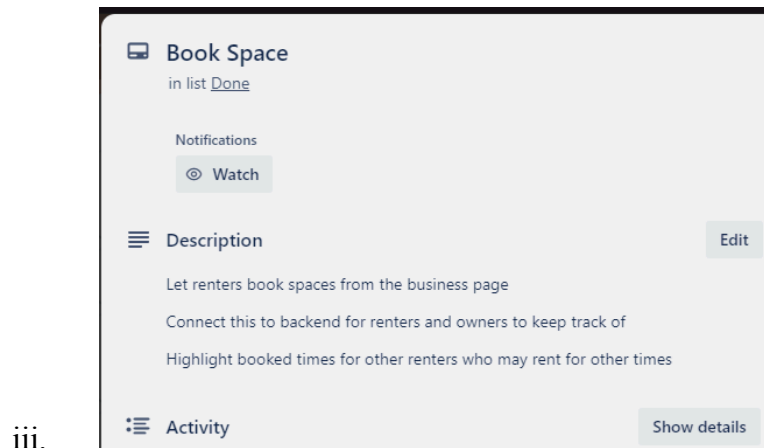 Book Space
in list Done
Notifications
Watch
Description
Edit
Let renters book spaces from the business page
Connect this to backend for renters and owners to keep track of
Highlight booked times for other renters who may rent for other times
iii.
Activity
Show details